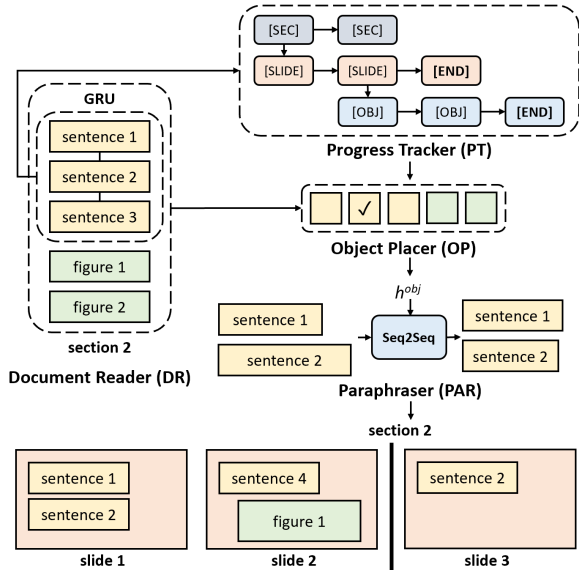 [SEC] [SEC]
[SLIDE] [SLIDE] [END]
[OBJ] [OBJ] [END]
Progress Tracker (PT)
GRU
sentence 1
sentence 2
sentence 3
figure 1
figure 2
section 2
Document Reader (DR)
✓
Object Placer (OP)
h^obj
sentence 1
sentence 2
Seq2Seq
sentence 1
sentence 2
Paraphraser (PAR)
section 2
sentence 1
sentence 2
slide 1
sentence 4
figure 1
slide 2
sentence 2
slide 3